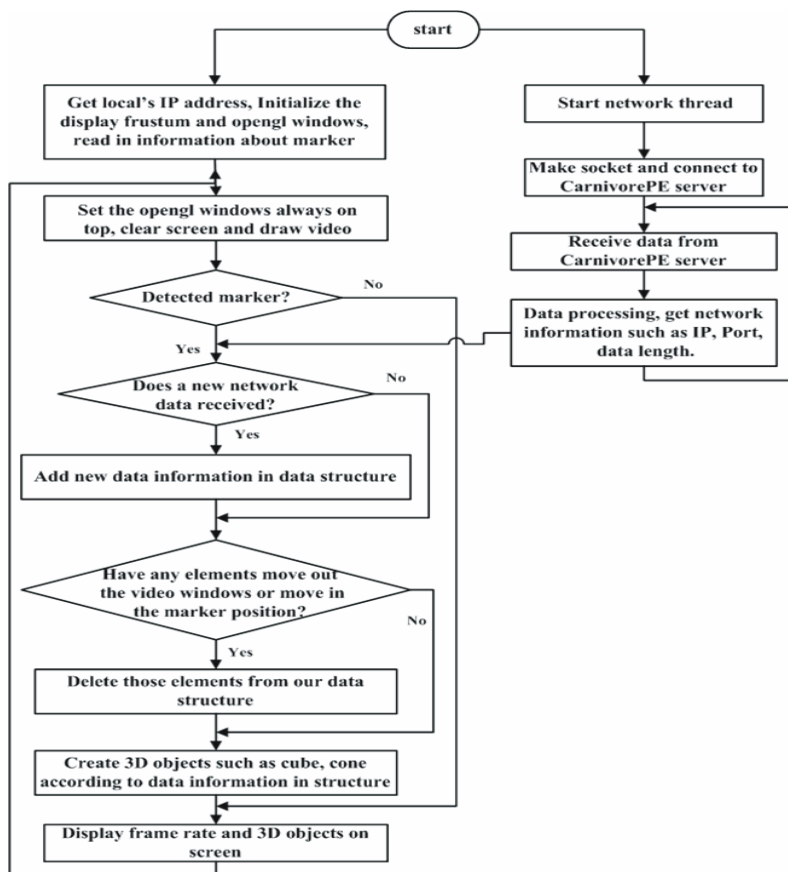 start
Get local's IP address, Initialize the
display frustum and opengl windows,
read in information about marker
Start network thread
Make socket and connect to
CarnivorePE server
Set the opengl windows always on
top, clear screen and draw video
Receive data from
CarnivorePE server
Detected marker?
No
Data processing, get network
information such as IP, Port,
data length.
Yes
Does a new network
data received?
No
Yes
Add new data information in data structure
Have any elements move out
the video windows or move in
the marker position?
No
Yes
Delete those elements from our data
structure
Create 3D objects such as cube, cone
according to data information in structure
Display frame rate and 3D objects on
screen